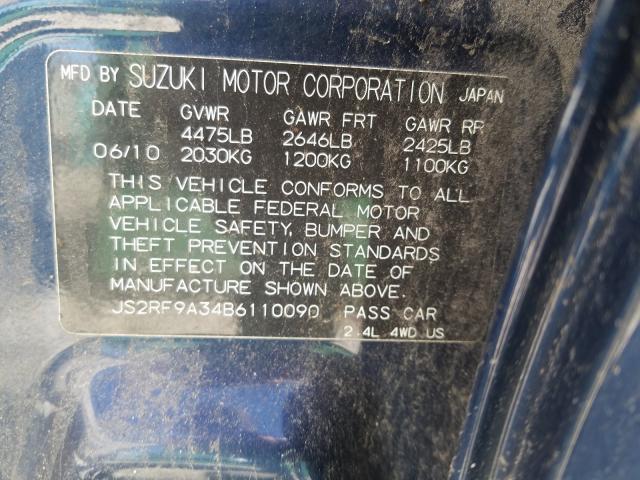 MFD BY SUZUKI MOTOR CORPORATION JAPAN
DATE GVWR GAWR FRT GAWR RR
4475LB 2646LB 2425LB
06/10 2030KG 1200KG 1100KG
THIS VEHICLE CONFORMS TO ALL
APPLICABLE FEDERAL MOTOR
VEHICLE SAFETY, BUMPER AND
THEFT PREVENTION STANDARDS
IN EFFECT ON THE DATE OF
MANUFACTURE SHOWN ABOVE.
JS2RF9A34B6110090 PASS CAR
2.4L 4WD US